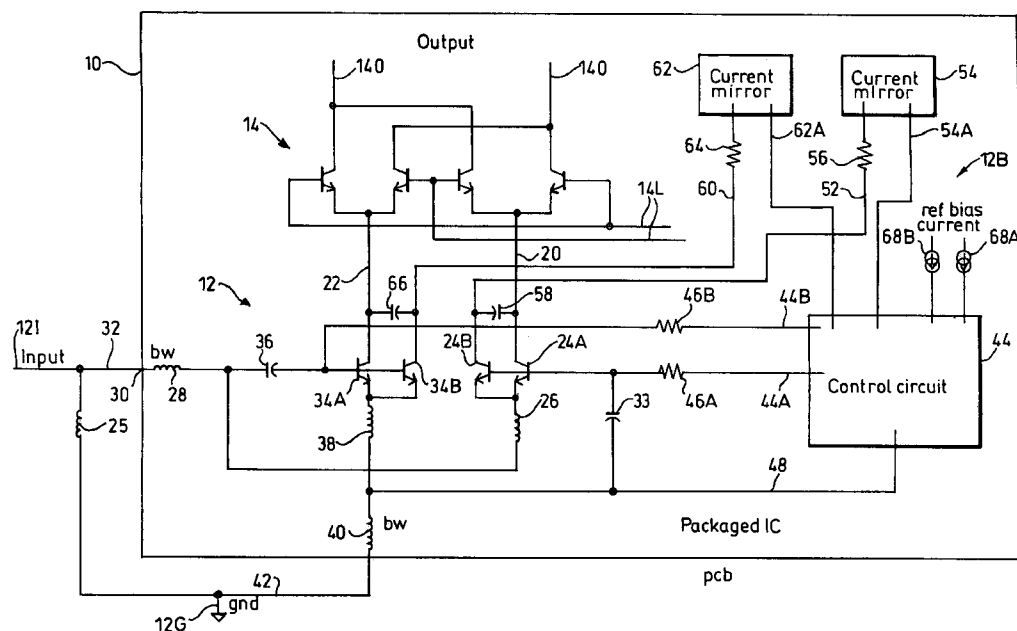 10
Output
140
140
62
Current
mirror
54
Current
mirror
14
64
62A
56
54A
12B
60
52
14L
ref bias
current
68B
68A
22
20
12
66
58
46B
44B
121
Input
32
bw
36
24B
24A
44
30
28
34A
34B
26
33
46A
44A
Control circuit
25
38
48
40
bw
Packaged IC
42
pcb
12G
gnd